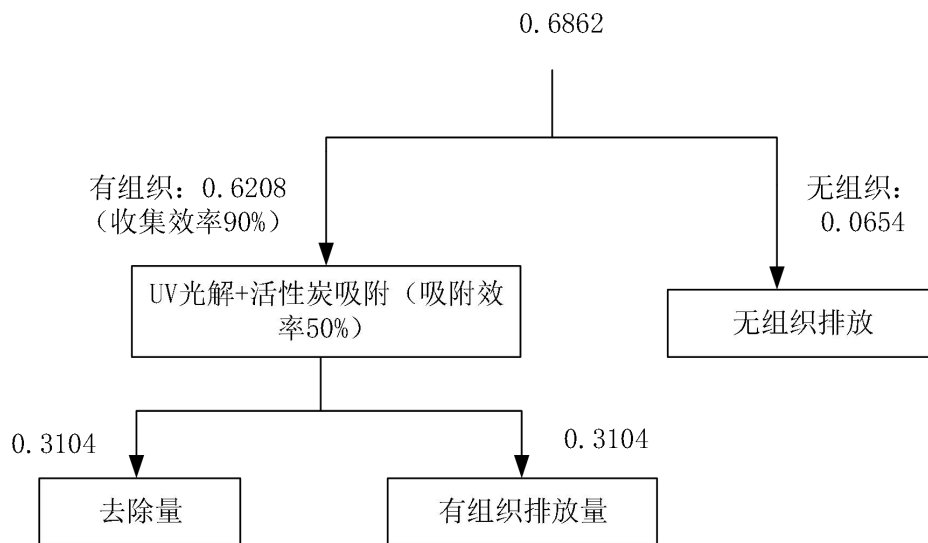 0.6862
有组织：0.6208
（收集效率90%）
无组织：
0.0654
UV光解+活性炭吸附（吸附效
率50%）
无组织排放
0.3104
0.3104
去除量
有组织排放量